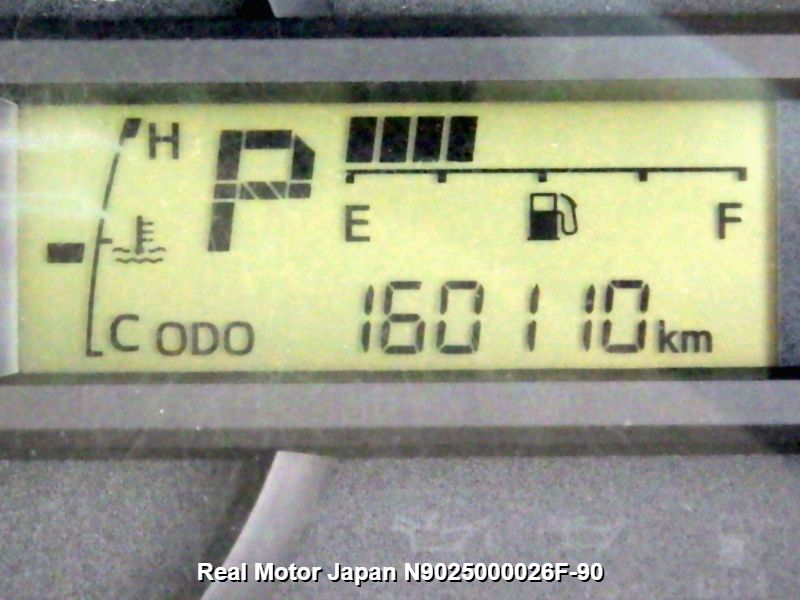 H
P
E F
C ODO 160110 km
Real Motor Japan N9025000026F-90